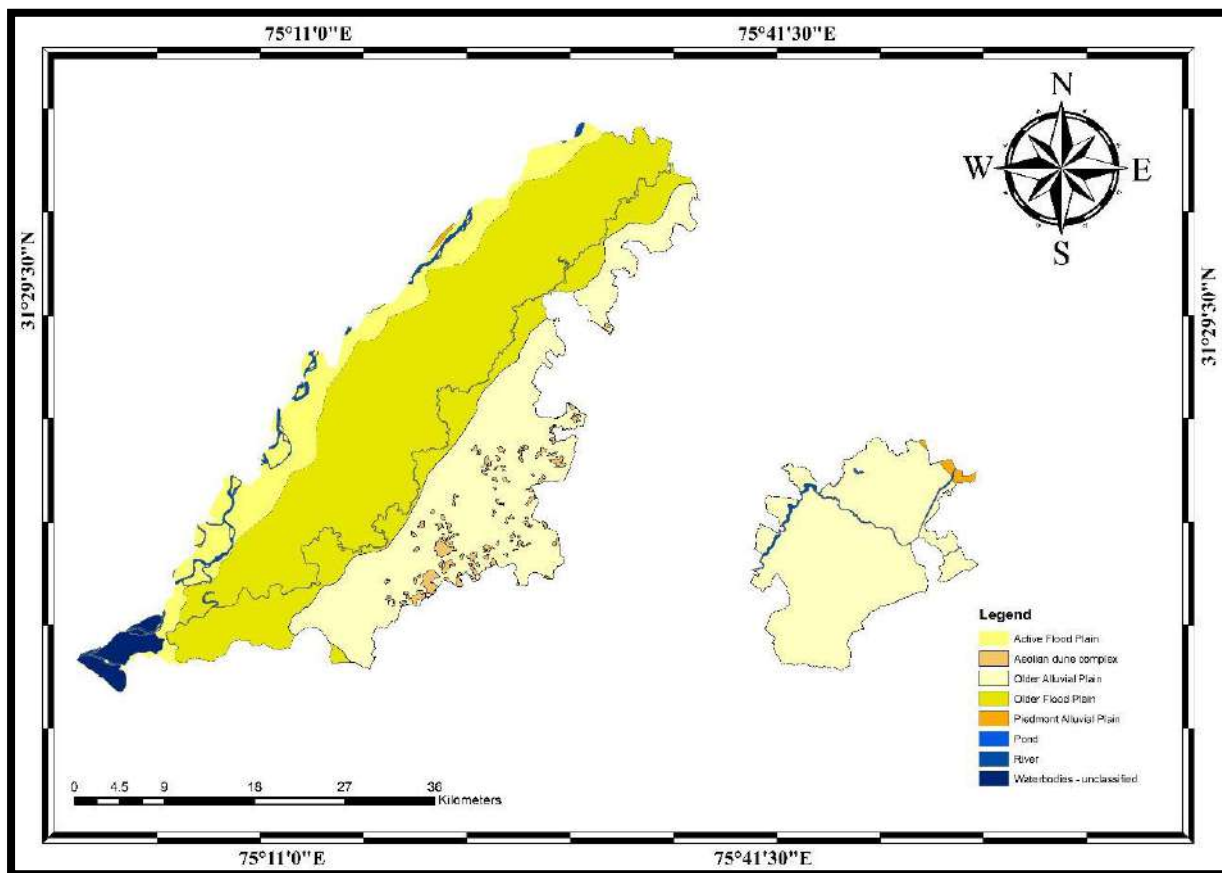 75°11'0"E 75°41'30"E
N
W E
S
31°29'30"N 31°29'30"N
Legend
Active Flood Plain
Aeolian dune complex
Older Alluvial Plain
Older Flood Plain
Piedmont Alluvial Plain
Pond
River
Waterbodies - unclassified
0 4.5 9 18 27 36
Kilometers
75°11'0"E 75°41'30"E